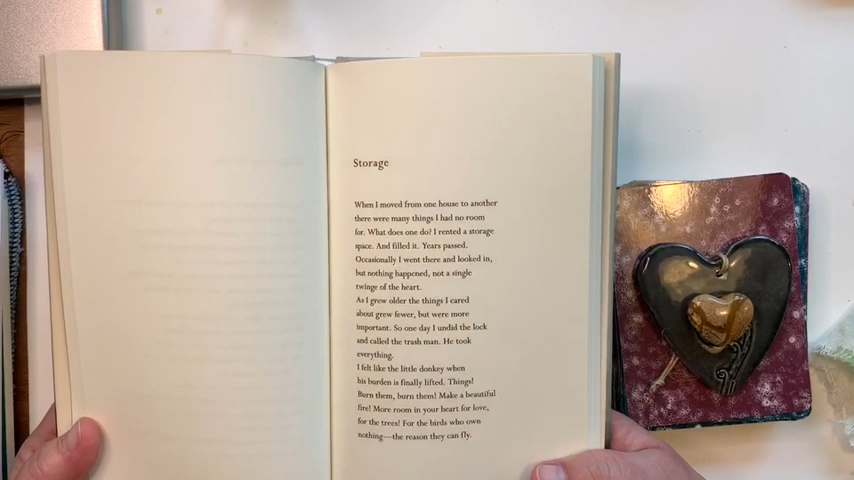 Storage
When I moved from one house to another
there were many things I had no room
for. What does one do? I rented a storage
space. And filled it. Years passed.
Occasionally I went there and looked in,
but nothing happened, not a single
twinge of the heart.
As I grew older the things I cared
about grew fewer, but were more
important. So one day I undid the lock
and called the trash man. He took
everything.
I felt like the little donkey when
his burden is finally lifted. Things!
Burn them, burn them! Make a beautiful
fire! More room in your heart for love,
for the trees! For the birds who own
nothing—the reason they can fly.